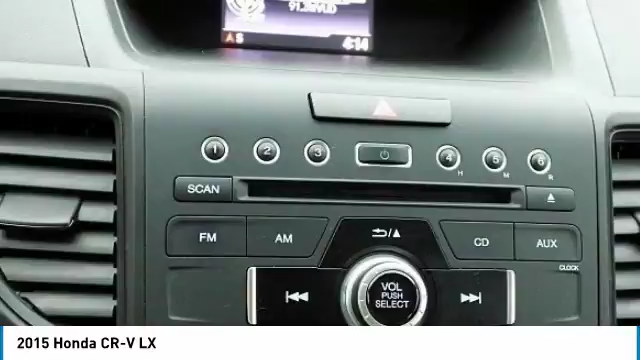 S 4:14
1 2 3 4 5 6
H M R
SCAN
FM AM CD AUX
CLOCK
VOL
PUSH
SELECT
2015 Honda CR-V LX